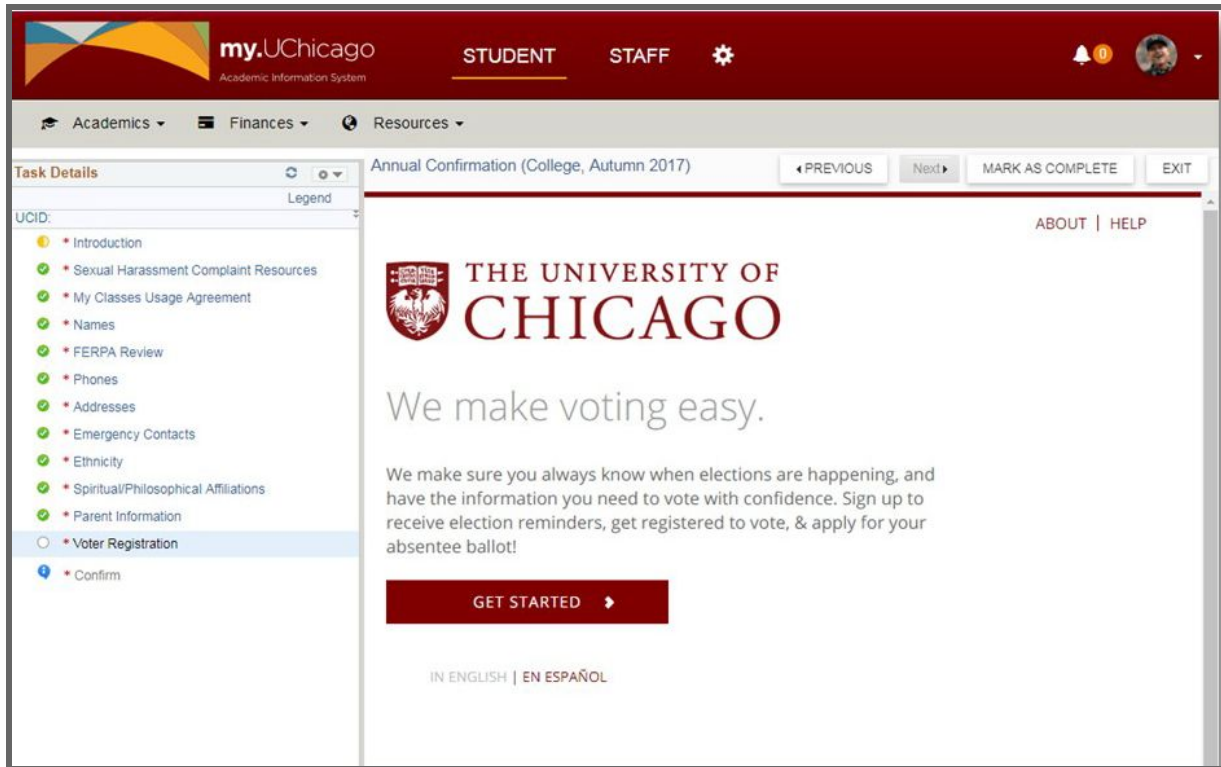 my.UChicago
Academic Information System
STUDENT STAFF
0
Academics Finances Resources
Task Details
Legend
UCID:
* Introduction
* Sexual Harassment Complaint Resources
* My Classes Usage Agreement
* Names
* FERPA Review
* Phones
* Addresses
* Emergency Contacts
* Ethnicity
* Spiritual/Philosophical Affiliations
* Parent Information
* Voter Registration
* Confirm
Annual Confirmation (College, Autumn 2017)
PREVIOUS Next MARK AS COMPLETE EXIT
ABOUT | HELP
THE UNIVERSITY OF
CHICAGO
We make voting easy.
We make sure you always know when elections are happening, and
have the information you need to vote with confidence. Sign up to
receive election reminders, get registered to vote, & apply for your
absentee ballot!
GET STARTED
IN ENGLISH | EN ESPAÑOL